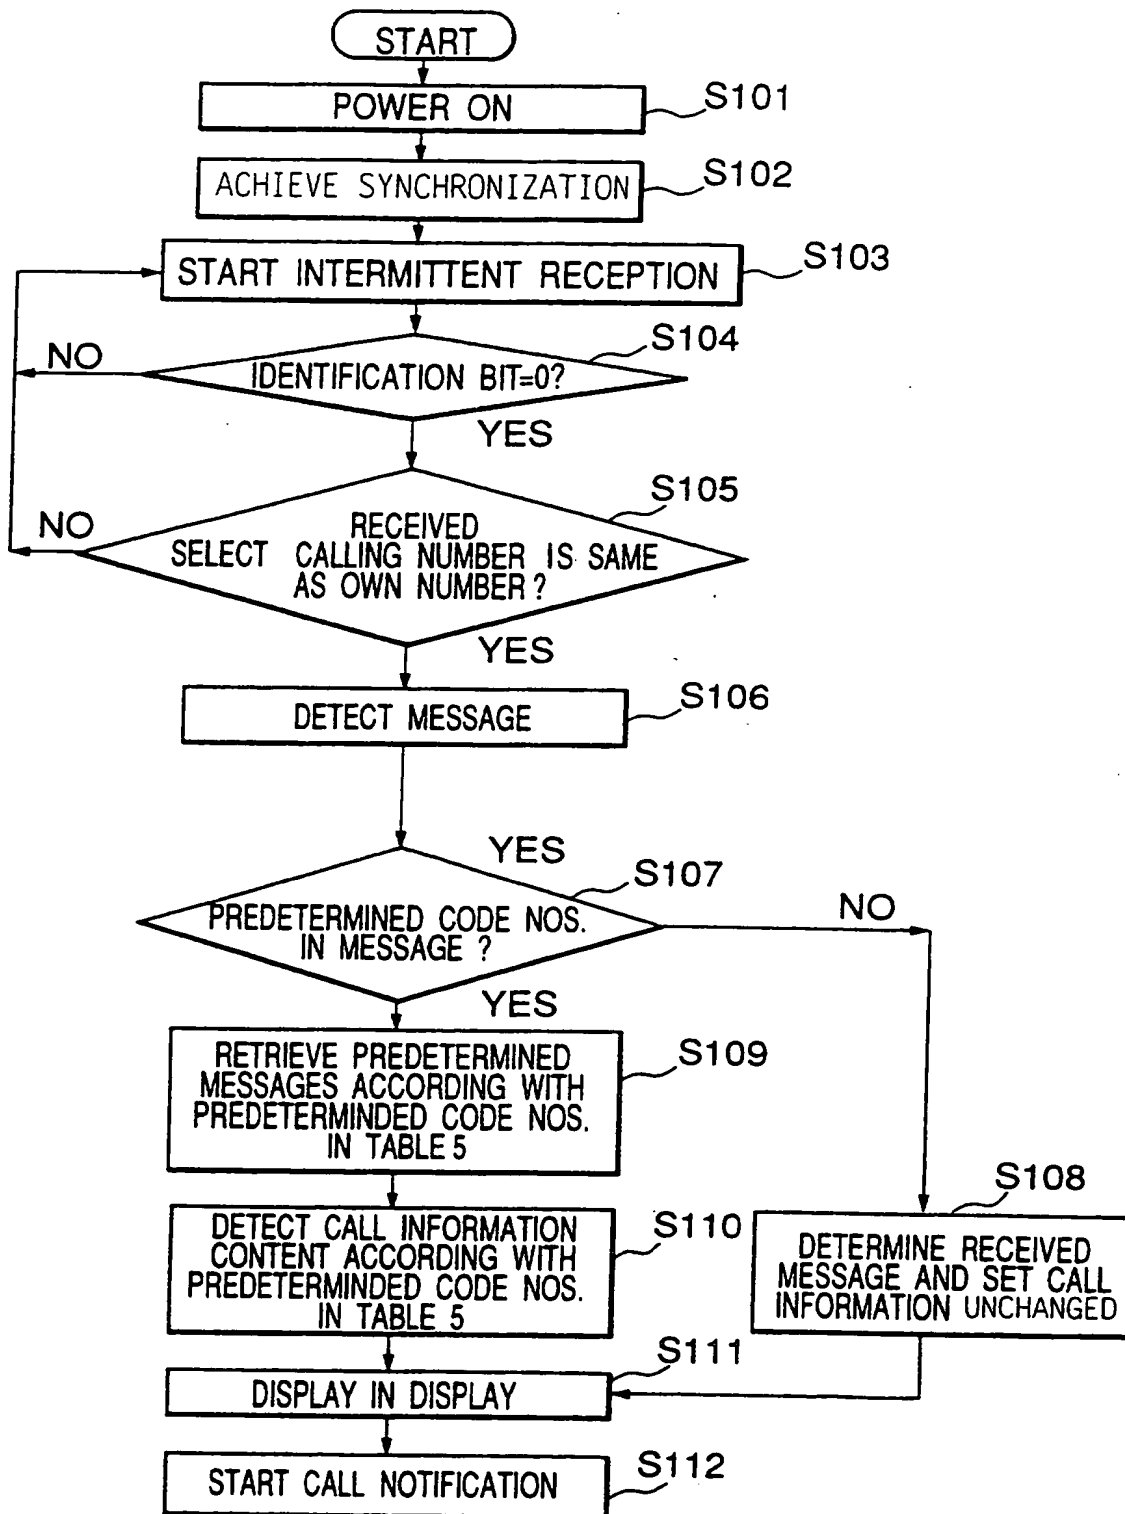 START
POWER ON
S101
ACHIEVE SYNCHRONIZATION
S102
START INTERMITTENT RECEPTION
S103
S104
NO
IDENTIFICATION BIT=0?
YES
S105
NO
RECEIVED
SELECT CALLING NUMBER IS SAME
AS OWN NUMBER?
YES
DETECT MESSAGE
S106
YES
S107
PREDETERMINED CODE NOS.
IN MESSAGE ?
NO
YES
RETRIEVE PREDETERMINED
MESSAGES ACCORDING WITH
PREDETERMINDED CODE NOS.
IN TABLE 5
S109
DETECT CALL INFORMATION
CONTENT ACCORDING WITH
PREDETERMINDED CODE NOS.
IN TABLE 5
S110
S108
DETERMINE RECEIVED
MESSAGE AND SET CALL
INFORMATION UNCHANGED
S111
DISPLAY IN DISPLAY
START CALL NOTIFICATION
S112